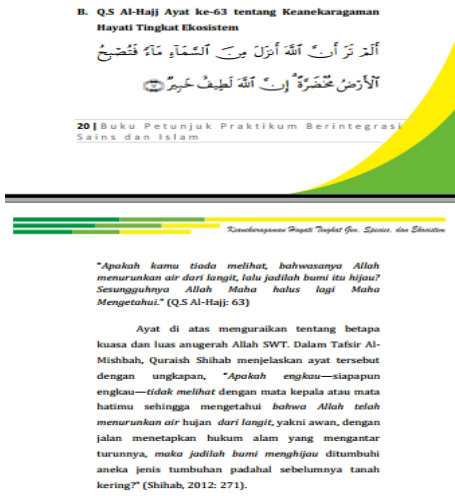 B. Q.S Al-Hajj Ayat ke-63 tentang Keanekaragaman
Hayati Tingkat Ekosistem
أَلَمْ تَرَ أَنَّ ٱللَّهَ أَنزَلَ مِنَ ٱلسَّمَآءِ مَآءً فَتُصْبِحُ
ٱلْأَرْضُ مُخْضَرَّةً ۗ إِنَّ ٱللَّهَ لَطِيفٌ خَبِيرٌ ۝٦٣
20 | Buku Petunjuk Praktikum Berintegrasi
Sains dan Islam
Keanekaragaman Hayati Tingkat Gen, Spesies, dan Ekosistem
"Apakah kamu tiada melihat, bahwasanya Allah
menurunkan air dari langit, lalu jadilah bumi itu hijau?
Sesungguhnya Allah Maha halus lagi Maha
Mengetahui." (Q.S Al-Hajj: 63)
Ayat di atas menguraikan tentang betapa
kuasa dan luas anugerah Allah SWT. Dalam Tafsir Al-
Mishbah, Quraish Shihab menjelaskan ayat tersebut
dengan ungkapan, "Apakah engkau—siapapun
engkau—tidak melihat dengan mata kepala atau mata
hatimu sehingga mengetahui bahwa Allah telah
menurunkan air hujan dari langit, yakni awan, dengan
jalan menetapkan hukum alam yang mengantar
turunnya, maka jadilah bumi menghijau ditumbuhi
aneka jenis tumbuhan padahal sebelumnya tanah
kering?" (Shihab, 2012: 271).